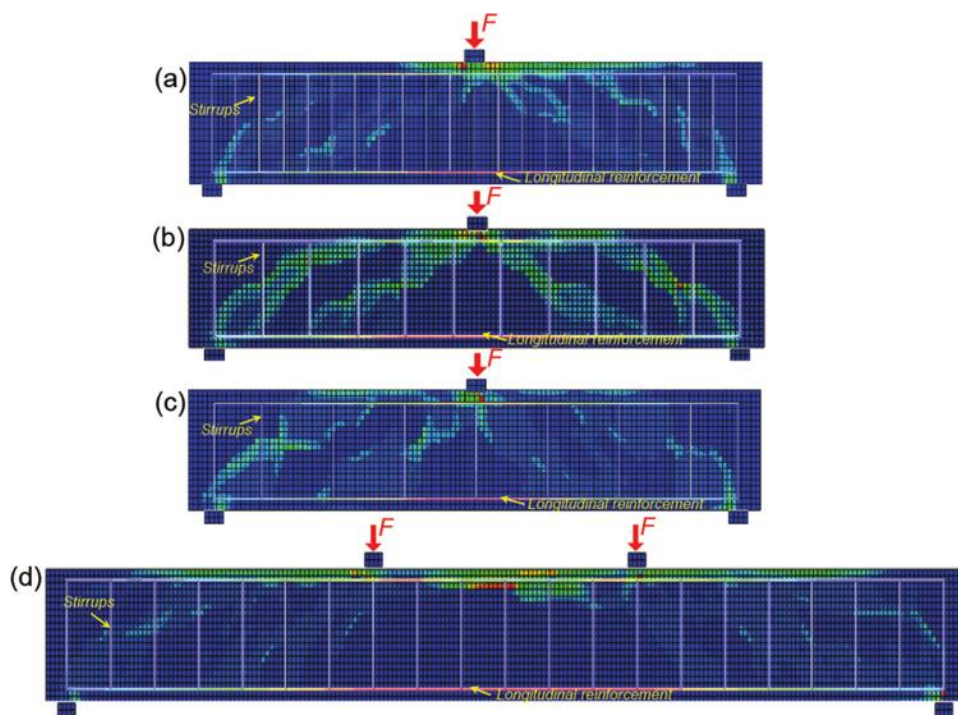 F
(a)
Stirrups
Longitudinal reinforcement
F
(b)
Stirrups
Longitudinal reinforcement
F
(c)
Stirrups
Longitudinal reinforcement
F
F
(d)
Stirrups
Longitudinal reinforcement